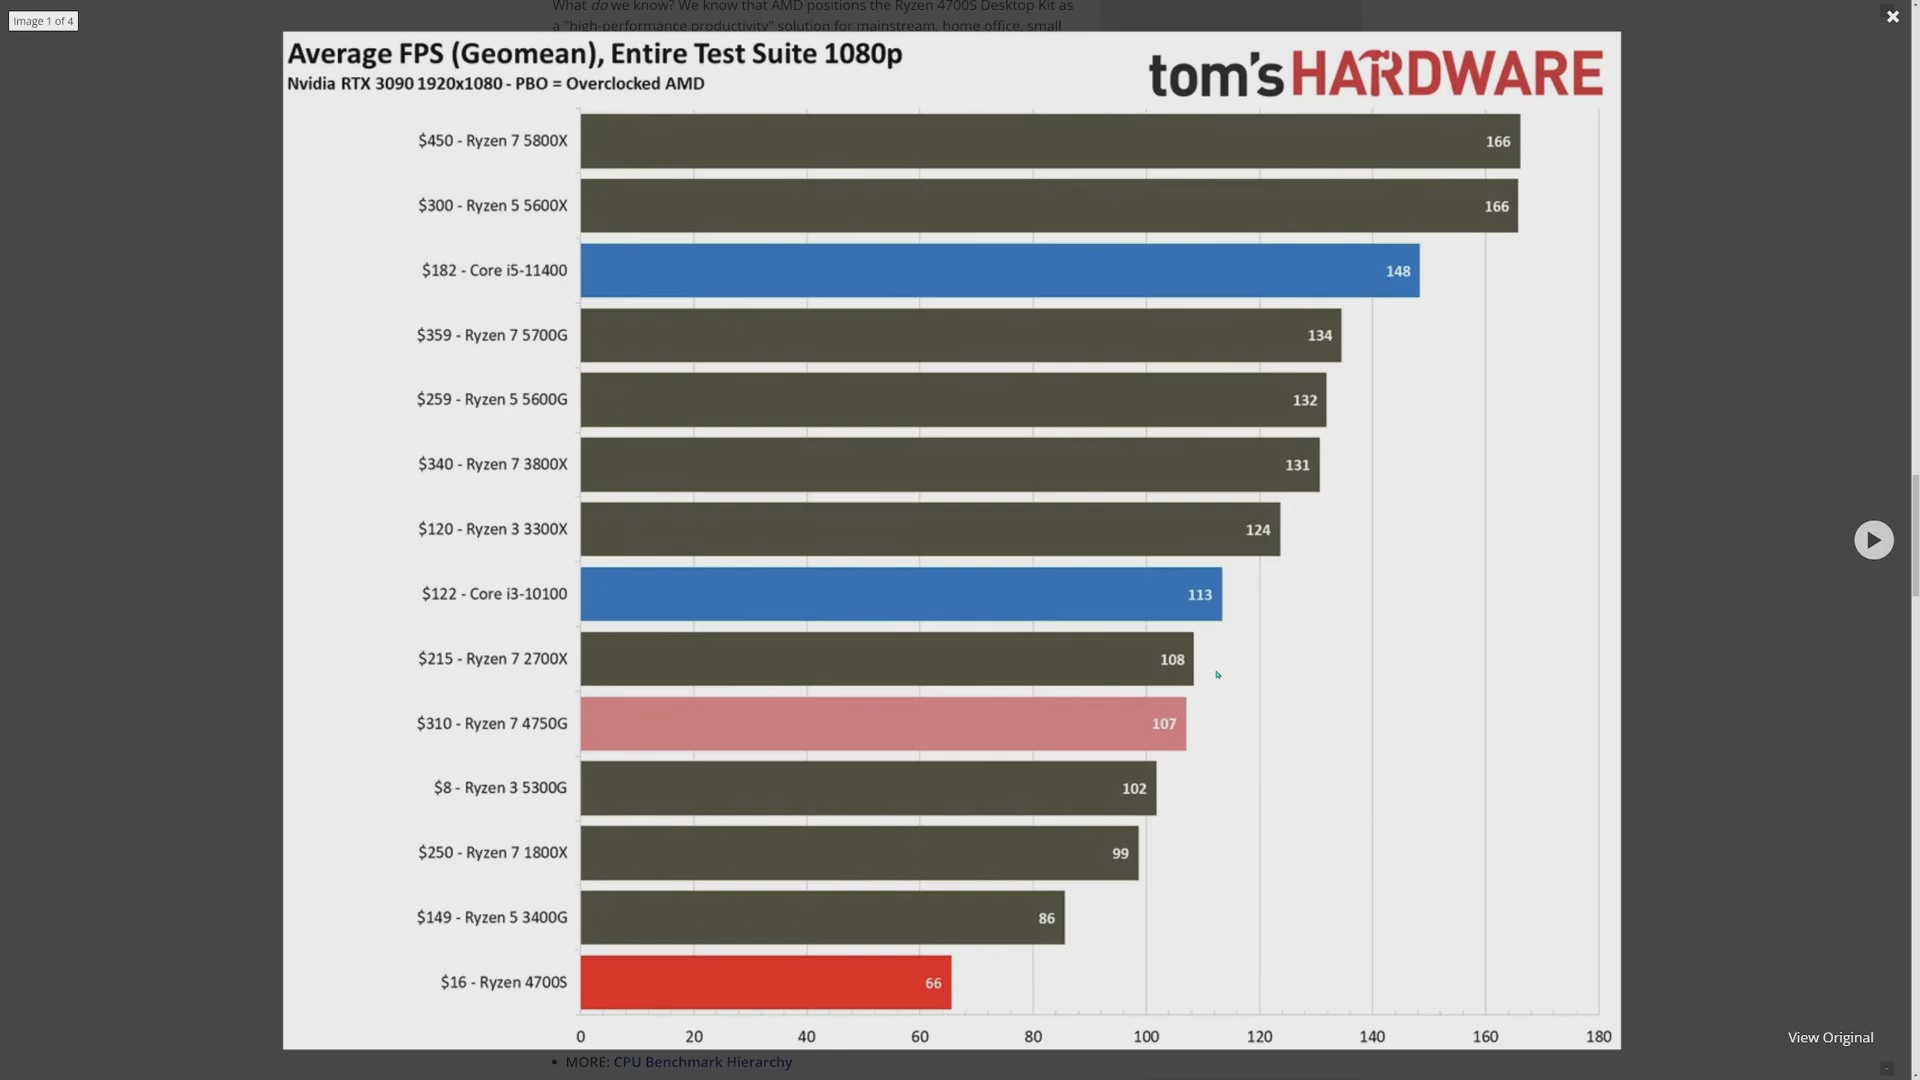 Image 1 of 4
What do we know? We know that AMD positions the Ryzen 4700S Desktop Kit as
a "high-performance productivity" solution for mainstream, home office, small
Average FPS (Geomean), Entire Test Suite 1080p
Nvidia RTX 3090 1920x1080 - PBO = Overclocked AMD
tom's HARDWARE
$450 - Ryzen 7 5800X 166
$300 - Ryzen 5 5600X 166
$182 - Core i5-11400 148
$359 - Ryzen 7 5700G 134
$259 - Ryzen 5 5600G 132
$340 - Ryzen 7 3800X 131
$120 - Ryzen 3 3300X 124
$122 - Core i3-10100 113
$215 - Ryzen 7 2700X 108
$310 - Ryzen 7 4750G 107
$8 - Ryzen 3 5300G 102
$250 - Ryzen 7 1800X 99
$149 - Ryzen 5 3400G 86
$16 - Ryzen 4700S 66
0 20 40 60 80 100 120 140 160 180
View Original
• MORE: CPU Benchmark Hierarchy